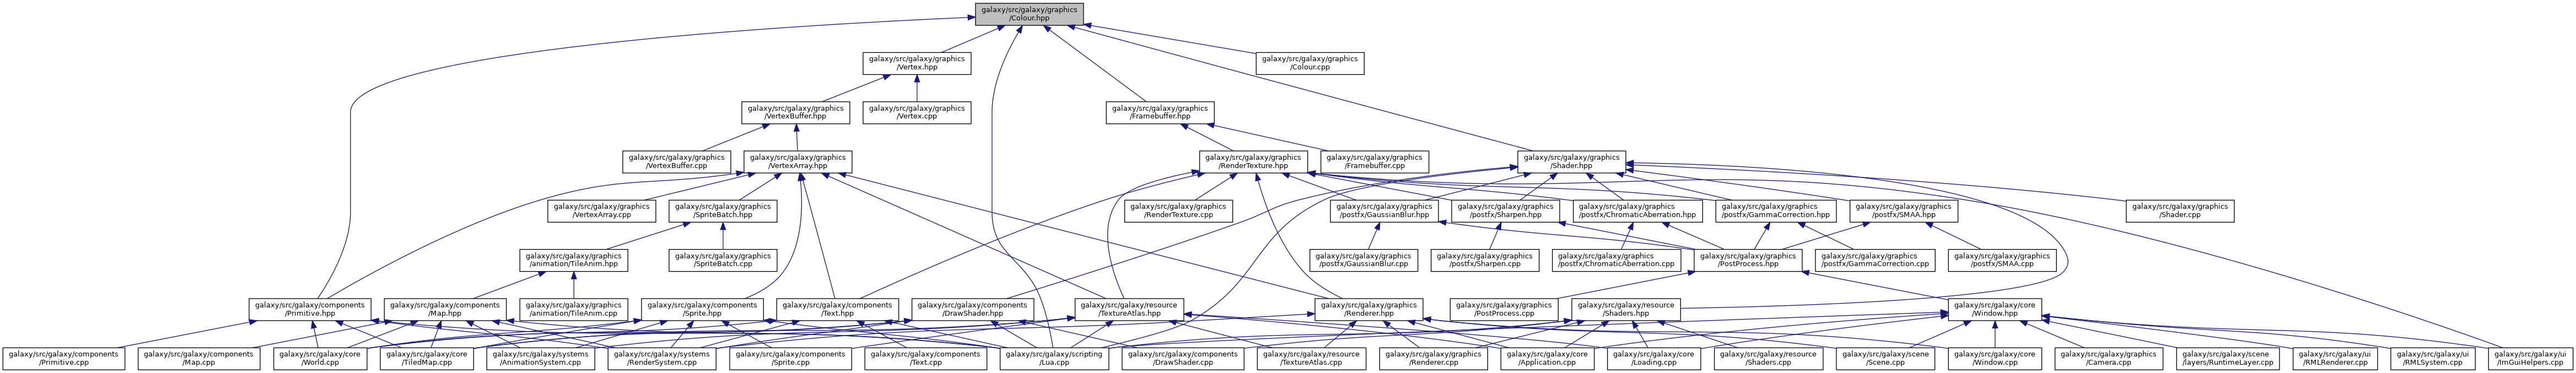 galaxy/src/galaxy/graphics
/Colour.hpp
galaxy/src/galaxy/graphics
/Vertex.hpp
galaxy/src/galaxy/graphics
/Colour.cpp
galaxy/src/galaxy/graphics
/VertexBuffer.hpp
galaxy/src/galaxy/graphics
/Vertex.cpp
galaxy/src/galaxy/graphics
/Framebuffer.hpp
galaxy/src/galaxy/graphics
/VertexBuffer.cpp
galaxy/src/galaxy/graphics
/VertexArray.hpp
galaxy/src/galaxy/graphics
/RenderTexture.hpp
galaxy/src/galaxy/graphics
/Framebuffer.cpp
galaxy/src/galaxy/graphics
/Shader.hpp
galaxy/src/galaxy/graphics
/VertexArray.cpp
galaxy/src/galaxy/graphics
/SpriteBatch.hpp
galaxy/src/galaxy/graphics
/RenderTexture.cpp
galaxy/src/galaxy/graphics
/postfx/GaussianBlur.hpp
galaxy/src/galaxy/graphics
/postfx/Sharpen.hpp
galaxy/src/galaxy/graphics
/postfx/ChromaticAberration.hpp
galaxy/src/galaxy/graphics
/postfx/GammaCorrection.hpp
galaxy/src/galaxy/graphics
/postfx/SMAA.hpp
galaxy/src/galaxy/graphics
/Shader.cpp
galaxy/src/galaxy/graphics
/animation/TileAnim.hpp
galaxy/src/galaxy/graphics
/SpriteBatch.cpp
galaxy/src/galaxy/graphics
/postfx/GaussianBlur.cpp
galaxy/src/galaxy/graphics
/postfx/Sharpen.cpp
galaxy/src/galaxy/graphics
/postfx/ChromaticAberration.cpp
galaxy/src/galaxy/graphics
/PostProcess.hpp
galaxy/src/galaxy/graphics
/postfx/GammaCorrection.cpp
galaxy/src/galaxy/graphics
/postfx/SMAA.cpp
galaxy/src/galaxy/components
/Primitive.hpp
galaxy/src/galaxy/components
/Map.hpp
galaxy/src/galaxy/graphics
/animation/TileAnim.cpp
galaxy/src/galaxy/components
/Sprite.hpp
galaxy/src/galaxy/components
/Text.hpp
galaxy/src/galaxy/components
/DrawShader.hpp
galaxy/src/galaxy/resource
/TextureAtlas.hpp
galaxy/src/galaxy/graphics
/Renderer.hpp
galaxy/src/galaxy/graphics
/PostProcess.cpp
galaxy/src/galaxy/resource
/Shaders.hpp
galaxy/src/galaxy/core
/Window.hpp
galaxy/src/galaxy/components
/Primitive.cpp
galaxy/src/galaxy/components
/Map.cpp
galaxy/src/galaxy/core
/World.cpp
galaxy/src/galaxy/core
/TiledMap.cpp
galaxy/src/galaxy/systems
/AnimationSystem.cpp
galaxy/src/galaxy/systems
/RenderSystem.cpp
galaxy/src/galaxy/components
/Sprite.cpp
galaxy/src/galaxy/components
/Text.cpp
galaxy/src/galaxy/scripting
/Lua.cpp
galaxy/src/galaxy/components
/DrawShader.cpp
galaxy/src/galaxy/resource
/TextureAtlas.cpp
galaxy/src/galaxy/graphics
/Renderer.cpp
galaxy/src/galaxy/core
/Application.cpp
galaxy/src/galaxy/core
/Loading.cpp
galaxy/src/galaxy/resource
/Shaders.cpp
galaxy/src/galaxy/scene
/Scene.cpp
galaxy/src/galaxy/core
/Window.cpp
galaxy/src/galaxy/graphics
/Camera.cpp
galaxy/src/galaxy/scene
/layers/RuntimeLayer.cpp
galaxy/src/galaxy/ui
/RMLRenderer.cpp
galaxy/src/galaxy/ui
/RMLSystem.cpp
galaxy/src/galaxy/ui
/ImGuiHelpers.cpp